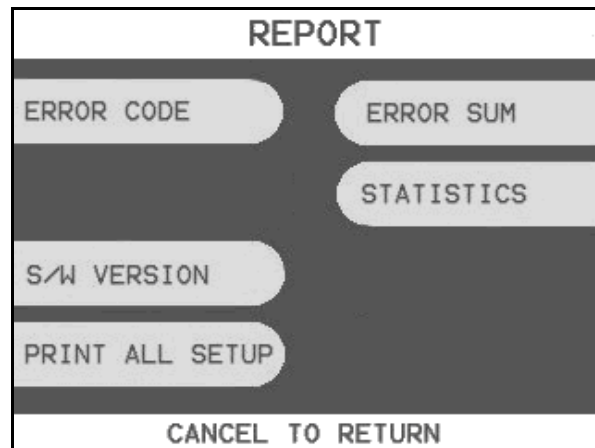 REPORT
ERROR CODE
ERROR SUM
STATISTICS
S/W VERSION
PRINT ALL SETUP
CANCEL TO RETURN